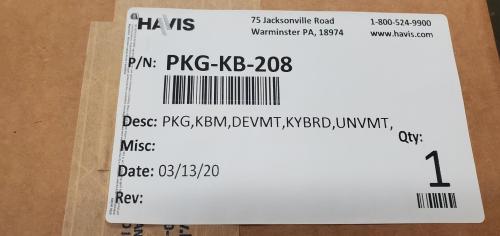 HAVIS
75 Jacksonville Road
Warminster PA, 18974
1-800-524-9900
www.havis.com
P/N: PKG-KB-208
Desc: PKG,KBM,DEVMT,KYBRD,UNVMT,
Misc:
Qty:
1
Date: 03/13/20
Rev: